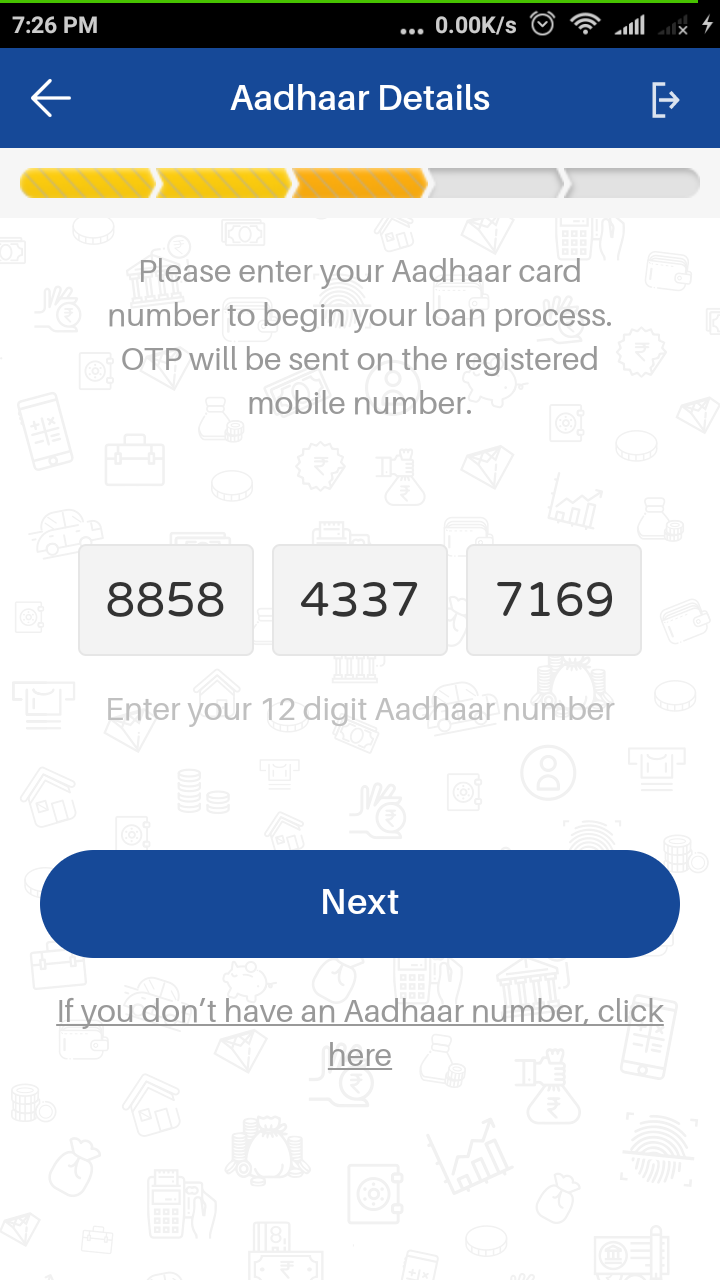 7:26 PM ... 0.00K/s
Aadhaar Details
Please enter your Aadhaar card
number to begin your loan process.
OTP will be sent on the registered
mobile number.
8858 4337 7169
Enter your 12 digit Aadhaar number
Next
If you don’t have an Aadhaar number, click
here